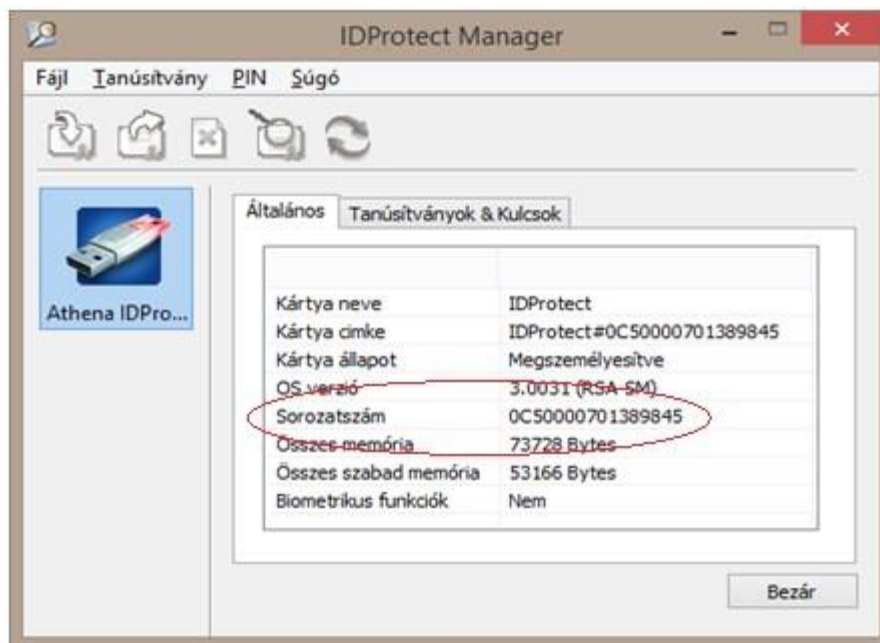 IDProtect Manager
Fájl Tanúsítvány PIN Súgó
Általános Tanúsítványok & Kulcsok
Athena IDPro...
Kártya neve IDProtect
Kártya cimke IDProtect#0C50000701389845
Kártya állapot Megszemélyesítve
OS verzió 3.0031 (RSA-SM)
Sorozatszám 0C50000701389845
Összes memória 73728 Bytes
Összes szabad memória 53166 Bytes
Biometrikus funkciók Nem
Bezár